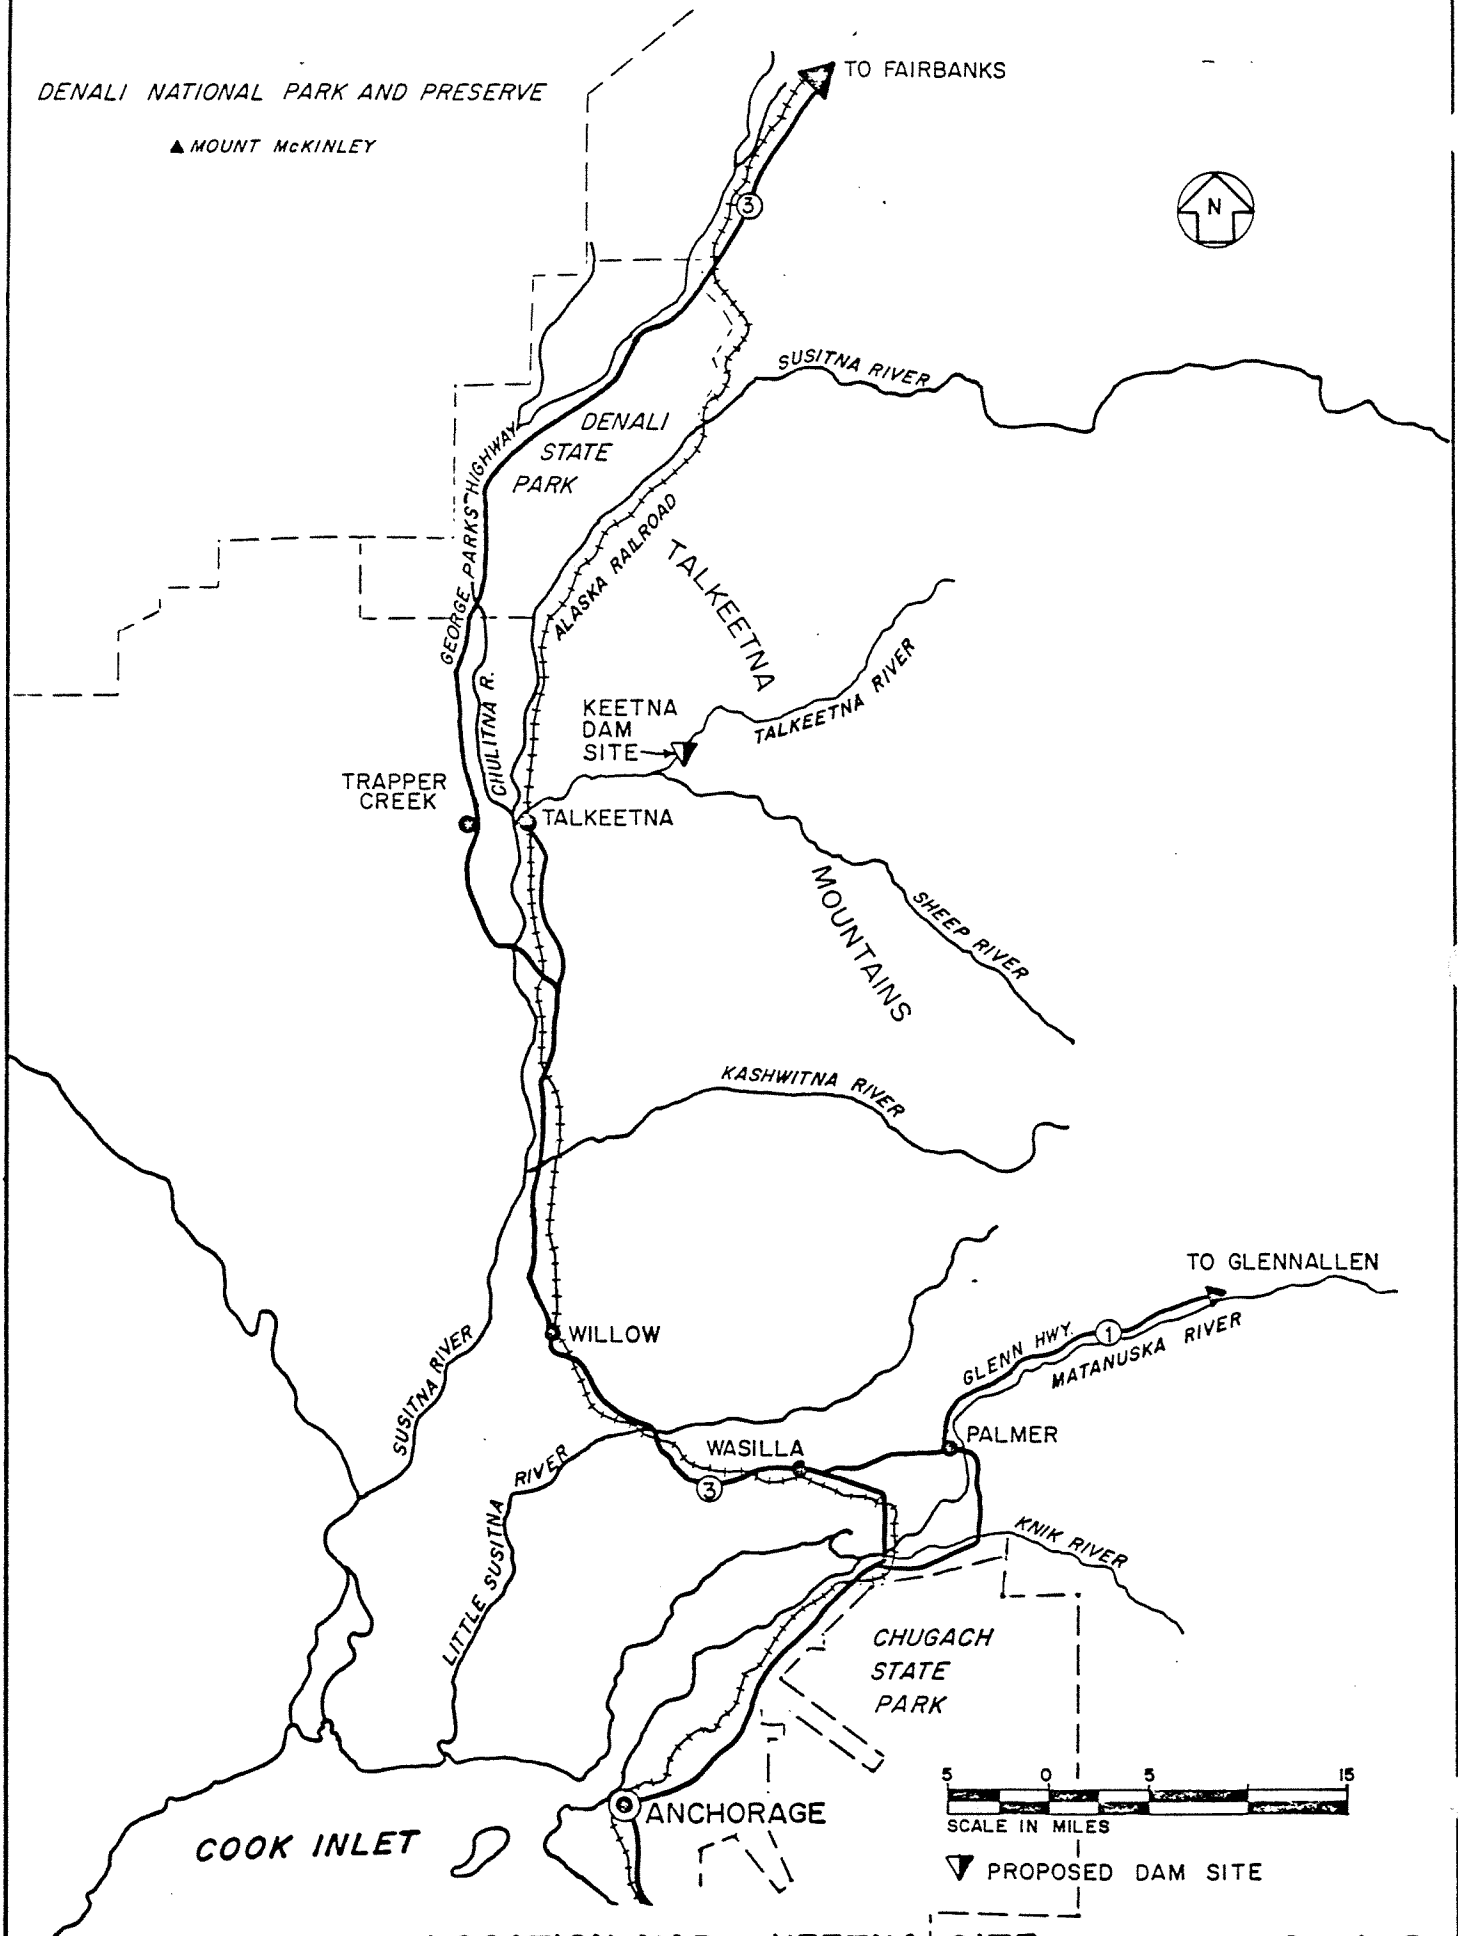 TO FAIRBANKS
DENALI NATIONAL PARK AND PRESERVE
MOUNT McKINLEY
N
3
SUSITNA RIVER
DENALI
STATE
PARK
GEORGE PARKS HIGHWAY
ALASKA RAILROAD
TALKEETNA
TALKEETNA RIVER
KEETNA
DAM
SITE
CHULITNA R.
TRAPPER
CREEK
TALKEETNA
MOUNTAINS
SHEEP RIVER
KASHWITNA RIVER
TO GLENNALLEN
WILLOW
GLENN HWY.
1
MATANUSKA RIVER
SUSITNA RIVER
PALMER
WASILLA
3
LITTLE SUSITNA RIVER
KNIK RIVER
CHUGACH
STATE
PARK
5 0 5 15
SCALE IN MILES
ANCHORAGE
COOK INLET
PROPOSED DAM SITE